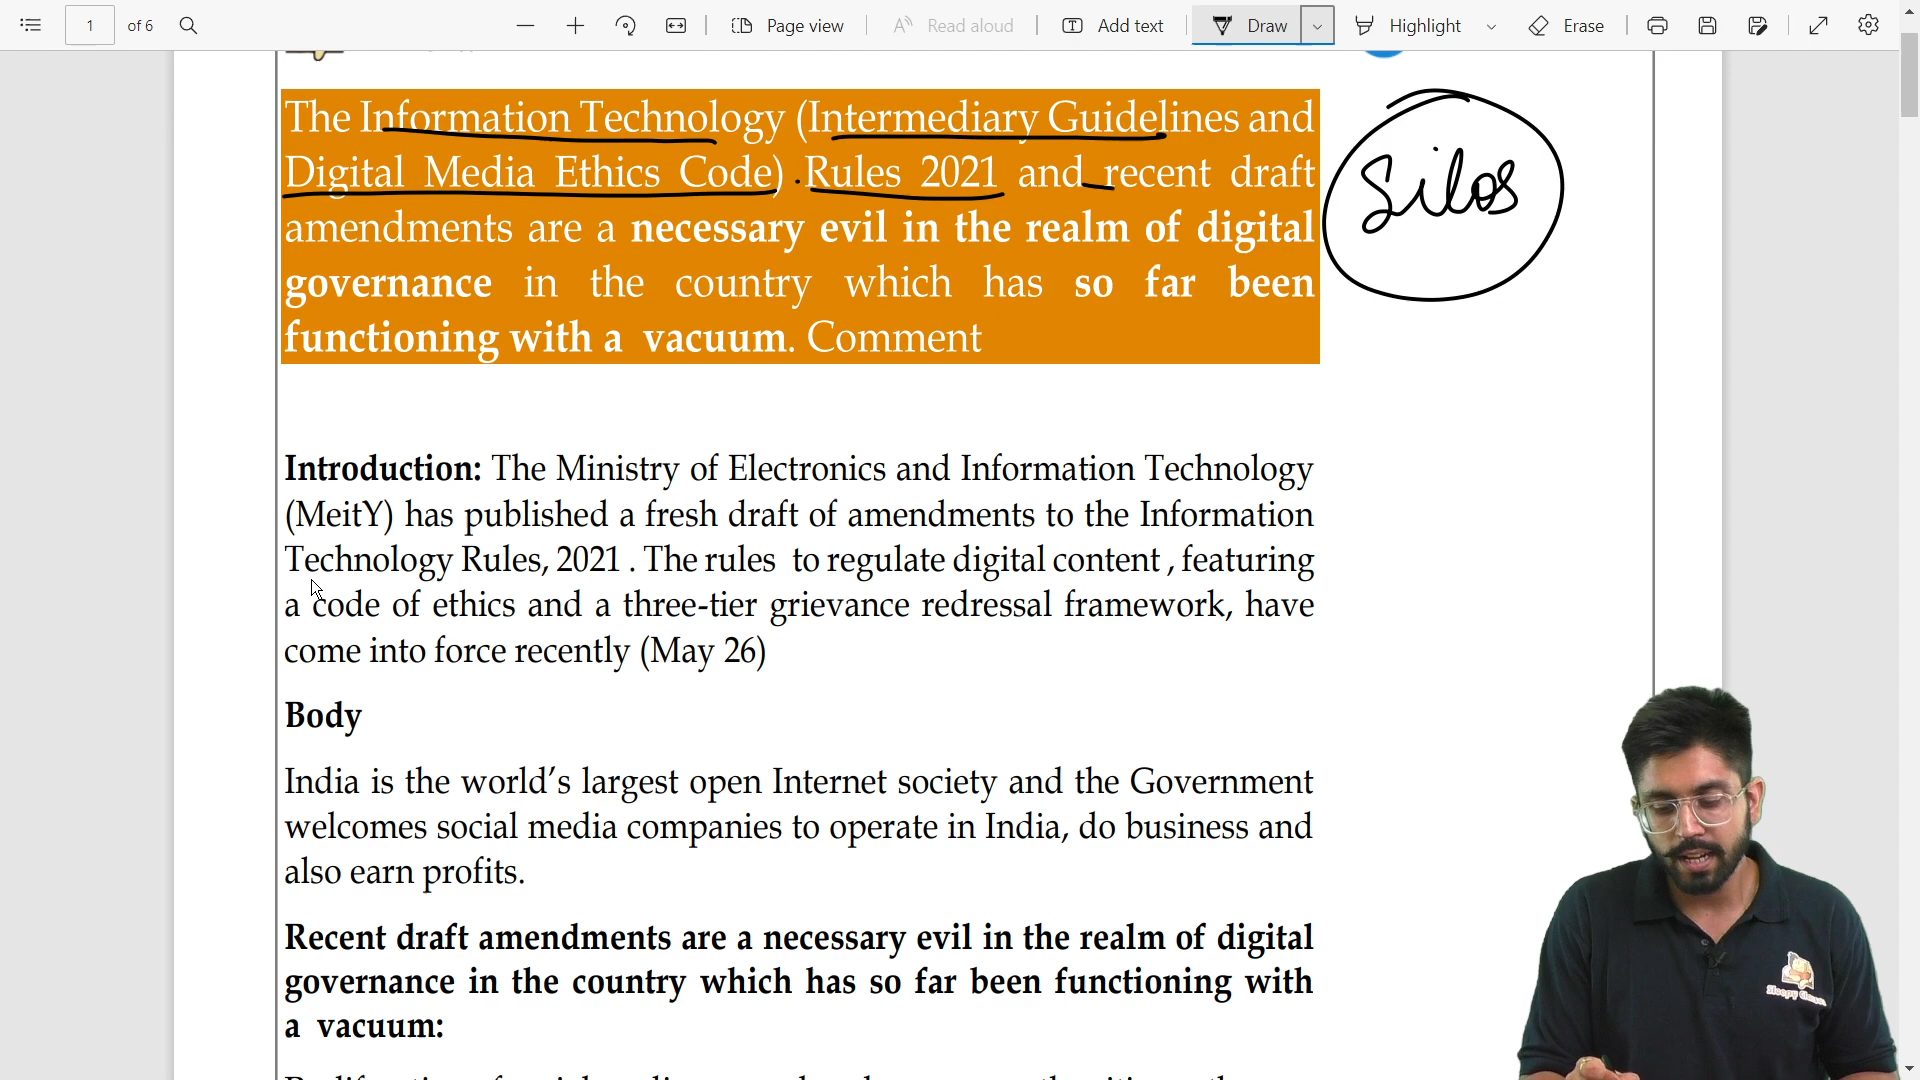 1 of 6 Page view Read aloud Add text Draw Highlight Erase
The Information Technology (Intermediary Guidelines and
Digital Media Ethics Code) Rules 2021 and recent draft
amendments are a necessary evil in the realm of digital
governance in the country which has so far been
functioning with a vacuum. Comment
Silos
Introduction: The Ministry of Electronics and Information Technology
(MeitY) has published a fresh draft of amendments to the Information
Technology Rules, 2021 . The rules to regulate digital content , featuring
a code of ethics and a three-tier grievance redressal framework, have
come into force recently (May 26)
Body
India is the world’s largest open Internet society and the Government
welcomes social media companies to operate in India, do business and
also earn profits.
Recent draft amendments are a necessary evil in the realm of digital
governance in the country which has so far been functioning with
a vacuum: